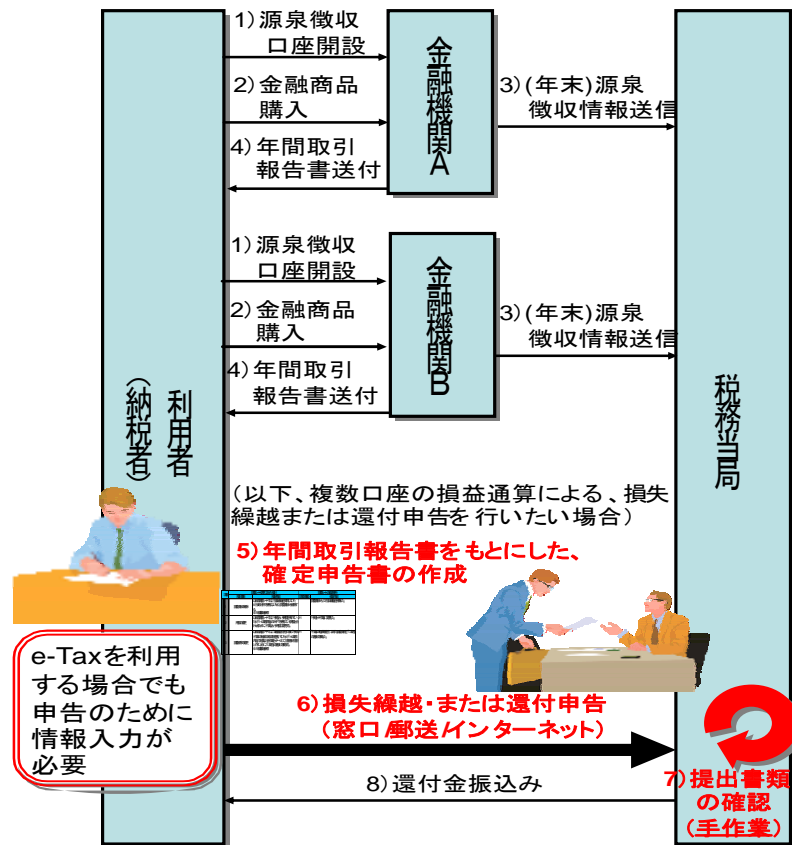 1)源泉徴収
口座開設
2)金融商品
購入
4)年間取引
報告書送付
金融機関A
3)(年末)源泉
徴収情報送信
1)源泉徴収
口座開設
2)金融商品
購入
4)年間取引
報告書送付
金融機関B
3)(年末)源泉
徴収情報送信
利用者
(納税者)
税務当局
(以下、複数口座の損益通算による、損失
繰越または還付申告を行いたい場合)
5)年間取引報告書をもとにした、
確定申告書の作成
e-Taxを利用
する場合でも
申告のために
情報入力が
必要
6)損失繰越・または還付申告
(窓口/郵送/インターネット)
7)提出書類
の確認
(手作業)
8)還付金振込み